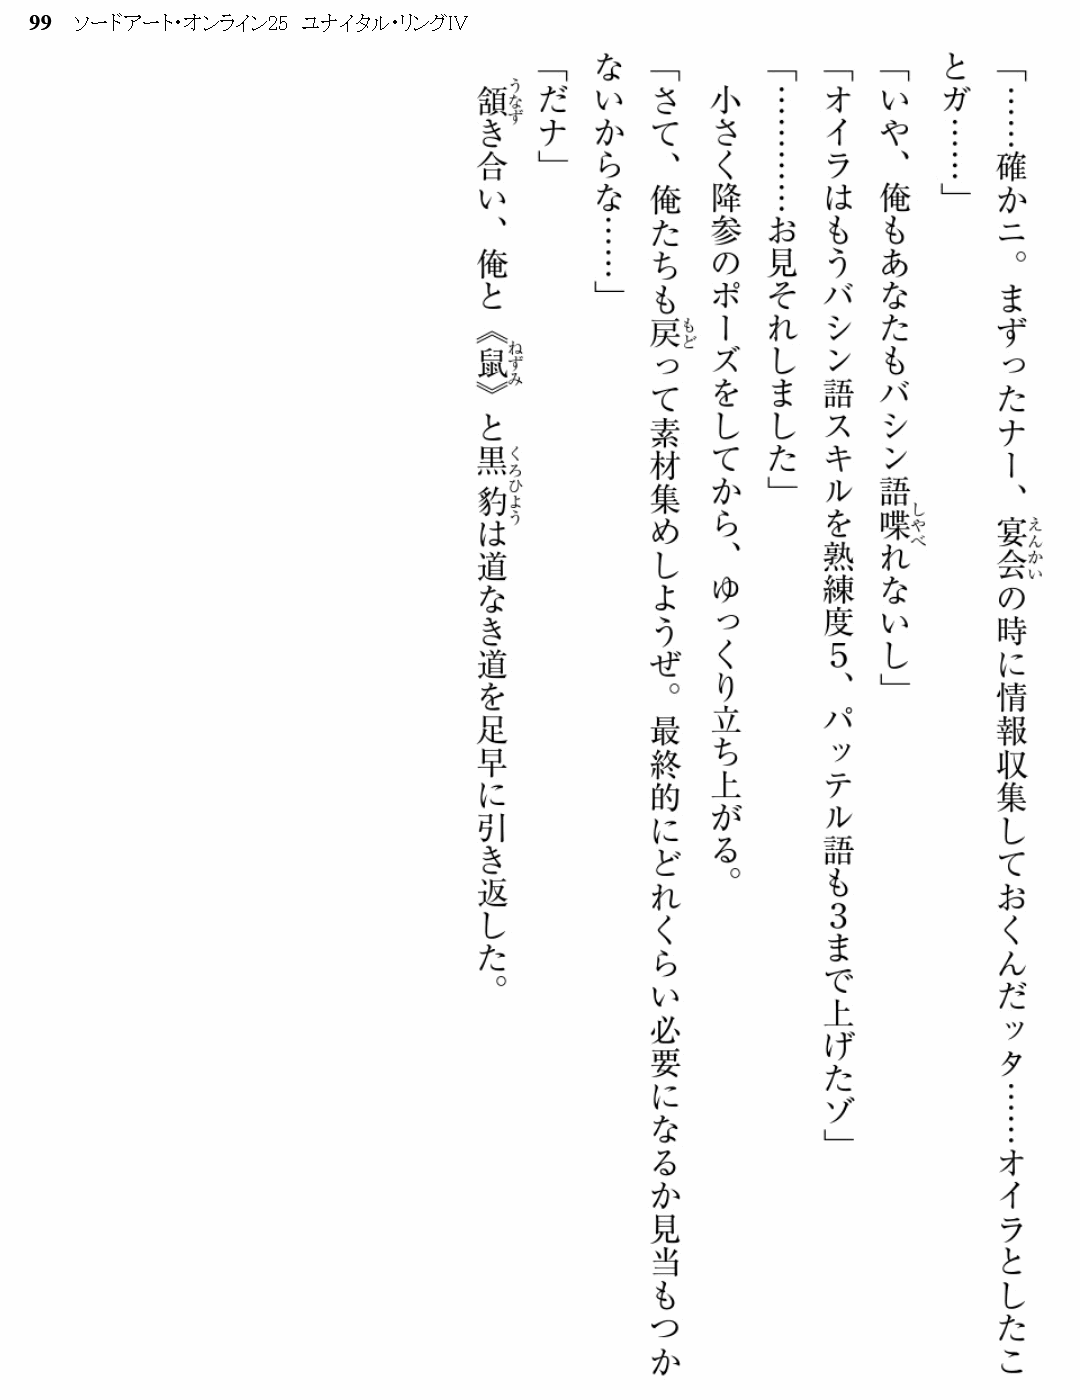 99 ソードアート・オンライン25 ユナイタル・リングIV
「……確かニ。まずったナー、宴会の時に情報収集しておくんだッタ……オイラとしたこ
とガ……」
「いや、俺もあなたもバシン語喋れないし」
「オイラはもうバシン語スキルを熟練度５、パッテル語も３まで上げたゾ」
「…………お見それしました」
小さく降参のポーズをしてから、ゆっくり立ち上がる。
「さて、俺たちも戻って素材集めしようぜ。最終的にどれくらい必要になるか見当もつか
ないからな……」
「だナ」
頷き合い、俺と《鼠》と黒豹は道なき道を足早に引き返した。